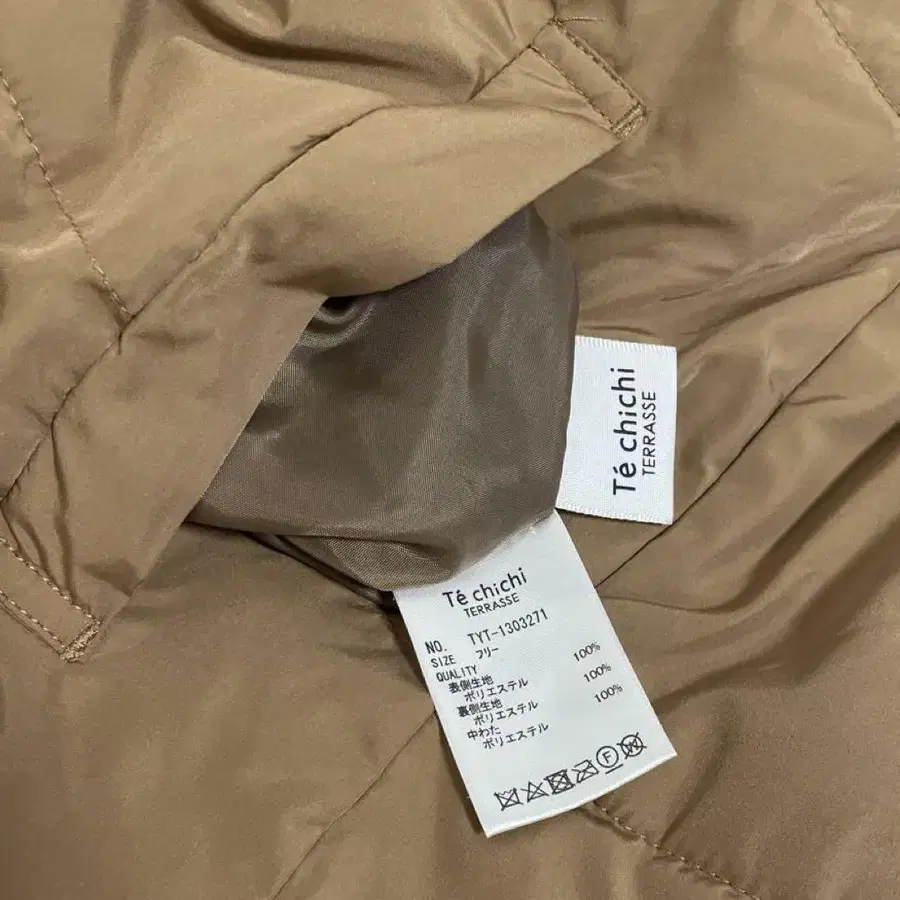 Té chichi
TERRASSE
Té chichi
TERRASSE
NO. TYT-1303271
SIZE フリー
QUALITY
表側生地
ポリエステル 100%
裏側生地
ポリエステル 100%
中わた
ポリエステル 100%
F
W